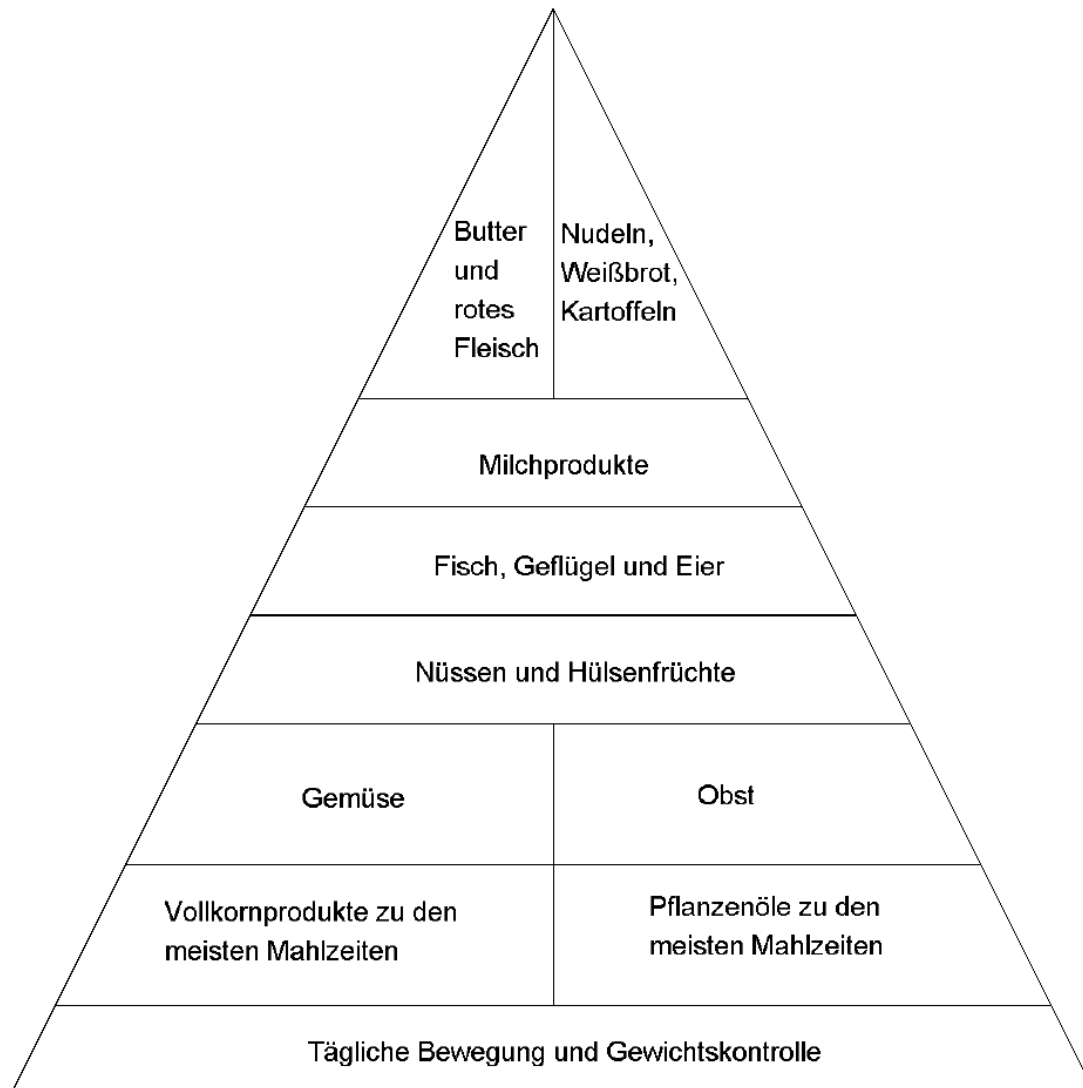 Butter
und
rotes
Fleisch
Nudeln,
Weißbrot,
Kartoffeln
Milchprodukte
Fisch, Geflügel und Eier
Nüssen und Hülsenfrüchte
Gemüse
Obst
Vollkornprodukte zu den
meisten Mahlzeiten
Pflanzenöle zu den
meisten Mahlzeiten
Tägliche Bewegung und Gewichtskontrolle